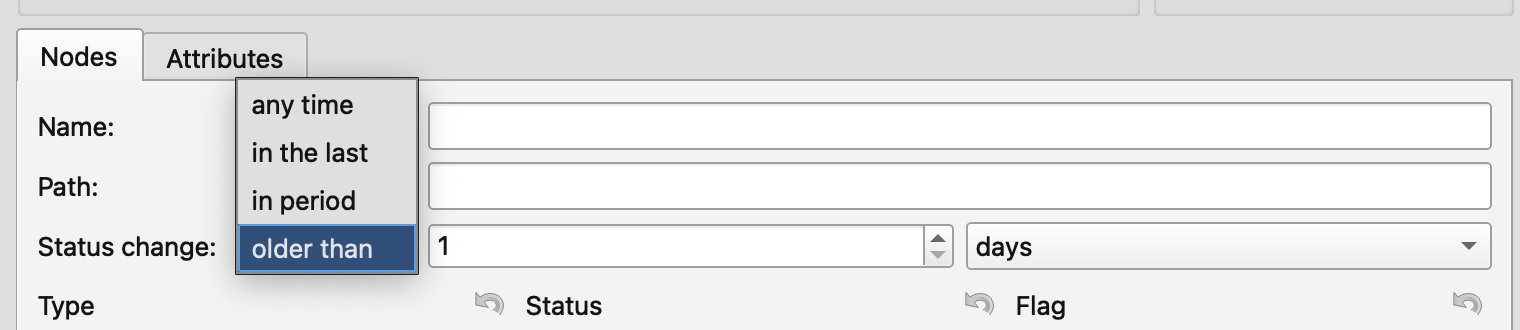 Nodes Attributes
any time
Name:
in the last
Path:
in period
Status change: older than 1 days
Type Status Flag